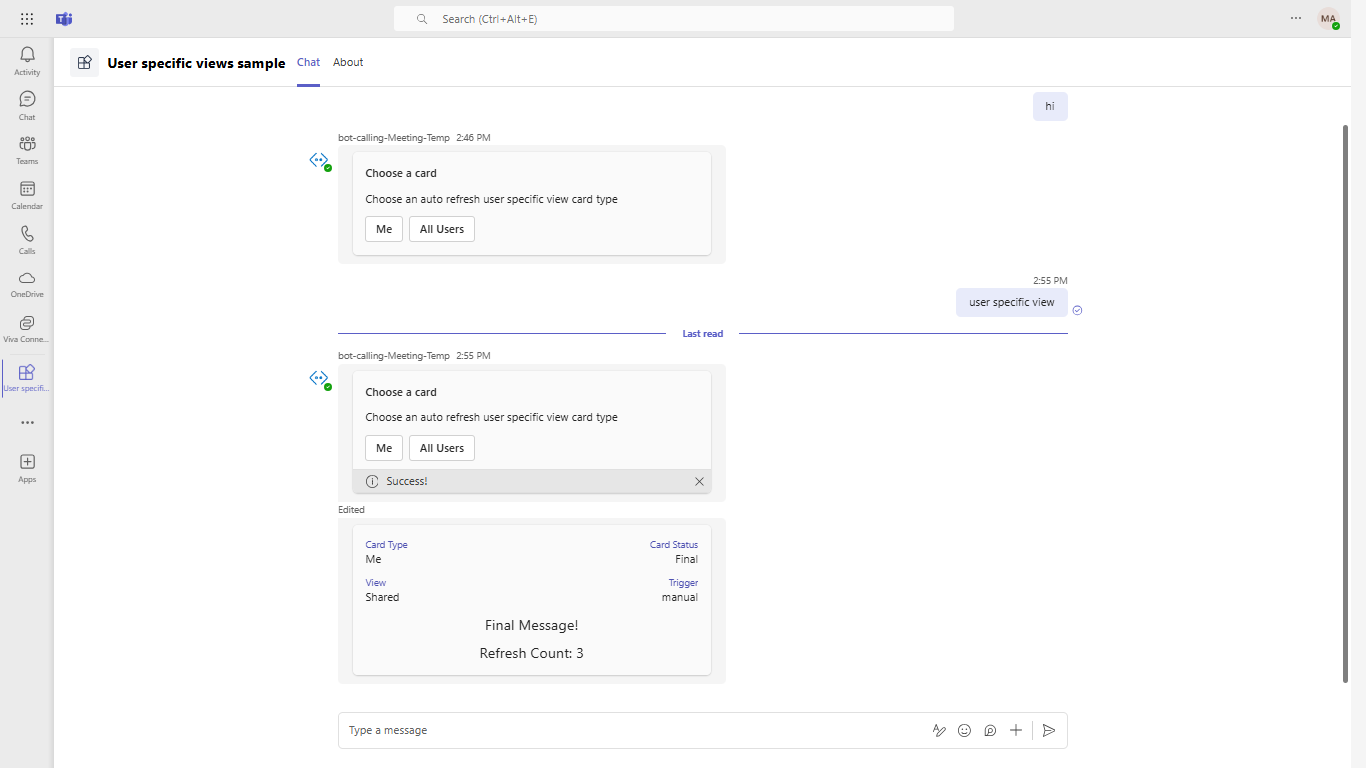 Search (Ctrl+Alt+E)
MA
Activity
Chat
Teams
Calendar
Calls
OneDrive
Viva Conne...
User specifi...
Apps
User specific views sample
Chat
About
hi
bot-calling-Meeting-Temp 2:46 PM
Choose a card
Choose an auto refresh user specific view card type
Me
All Users
2:55 PM
user specific view
Last read
bot-calling-Meeting-Temp 2:55 PM
Choose a card
Choose an auto refresh user specific view card type
Me
All Users
Success!
Edited
Card Type
Card Status
Me
Final
View
Trigger
Shared
manual
Final Message!
Refresh Count: 3
Type a message